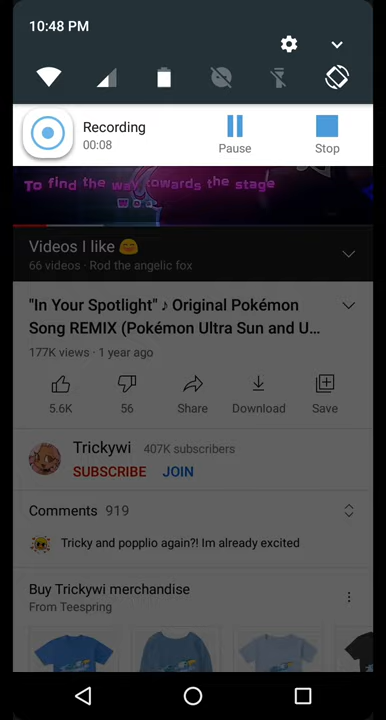 10:48 PM
Recording
00:08
Pause
Stop
To find the way towards the stage
Videos I like 😊
66 videos · Rod the angelic fox
"In Your Spotlight" ♪ Original Pokémon
Song REMIX (Pokémon Ultra Sun and U...
177K views · 1 year ago
5.6K
56
Share
Download
Save
Trickywi 407K subscribers
SUBSCRIBE JOIN
Comments 919
Tricky and popplio again?! Im already excited
Buy Trickywi merchandise
From Teespring